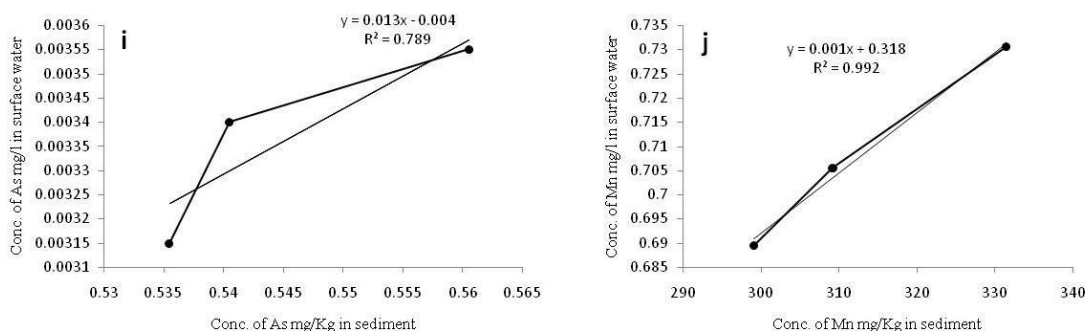 i
y = 0.013x - 0.004
R² = 0.789
Conc. of As mg/l in surface water
0.0036
0.00355
0.0035
0.00345
0.0034
0.00335
0.0033
0.00325
0.0032
0.00315
0.0031
0.53 0.535 0.54 0.545 0.55 0.555 0.56 0.565
Conc. of As mg/Kg in sediment
j
y = 0.001x + 0.318
R² = 0.992
Conc. of Mn mg/l in surface water
0.735
0.73
0.725
0.72
0.715
0.71
0.705
0.7
0.695
0.69
0.685
290 300 310 320 330 340
Conc. of Mn mg/Kg in sediment